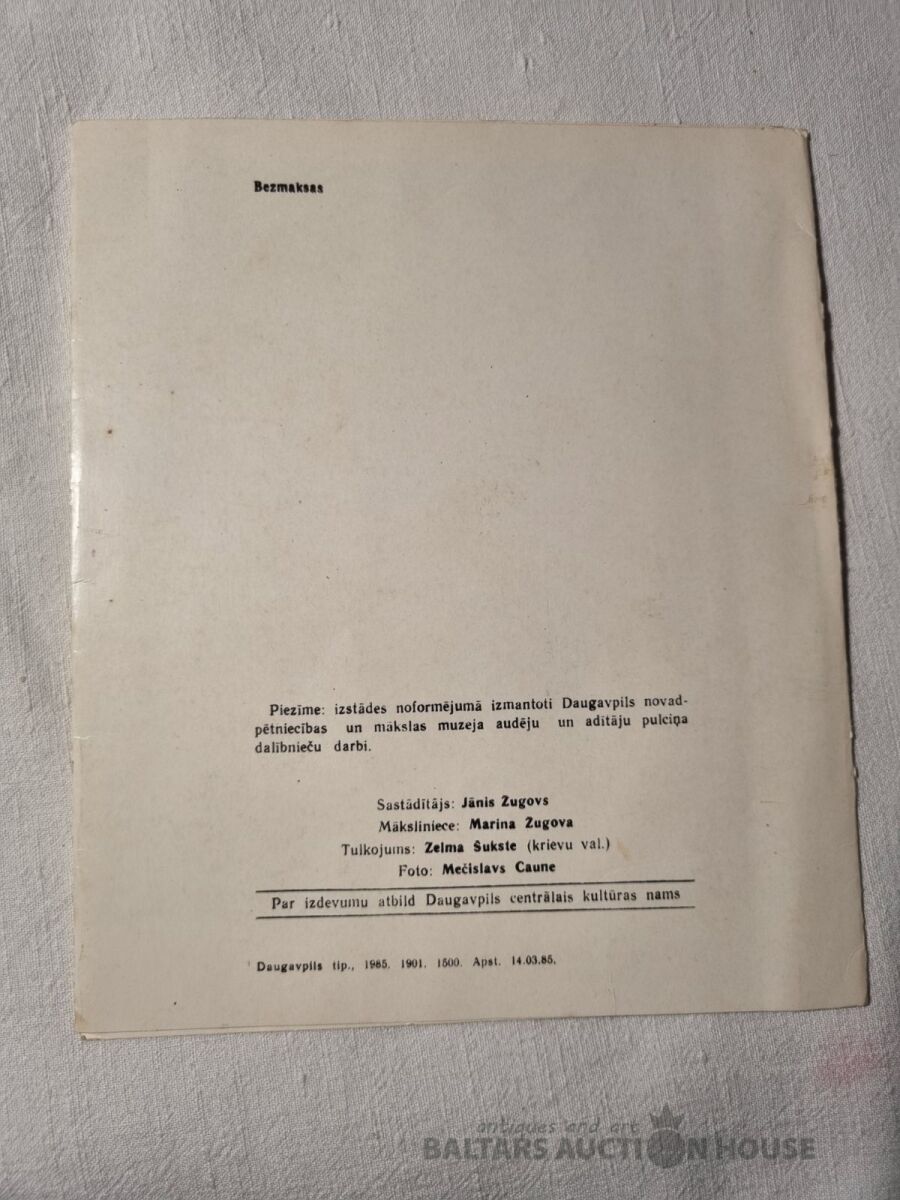 Bezmaksas
Piezīme: izstādes noformējumā izmantoti Daugavpils novad-
pētniecības un mākslas muzeja audēju un adītāju pulciņa
dalībnieču darbi.
Sastādītājs: Jānis Žugovs
Māksliniece: Marina Žugova
Tulkojums: Zelma Šukste (krievu val.)
Foto: Mečislavs Caune
Par izdevumu atbild Daugavpils centrālais kultūras nams
Daugavpils tip., 1985. 1901. 1500. Apst. 14.03.85.
antiques and art
BALTARS AUCTION HOUSE